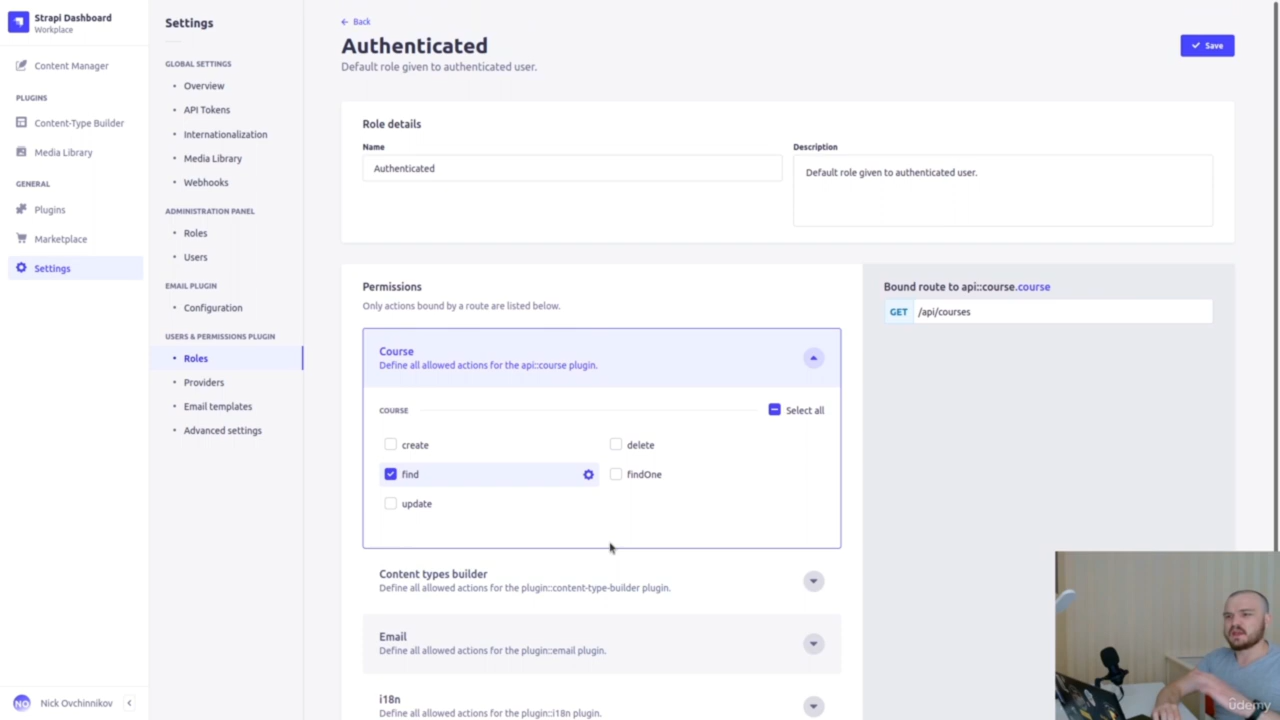 Strapi Dashboard
Workplace
Content Manager
PLUGINS
Content-Type Builder
Media Library
GENERAL
Plugins
Marketplace
Settings
NO Nick Ovchinnikov
Settings
GLOBAL SETTINGS
Overview
API Tokens
Internationalization
Media Library
Webhooks
ADMINISTRATION PANEL
Roles
Users
EMAIL PLUGIN
Configuration
USERS & PERMISSIONS PLUGIN
Roles
Providers
Email templates
Advanced settings
Back
Authenticated
Default role given to authenticated user.
Save
Role details
Name
Authenticated
Description
Default role given to authenticated user.
Permissions
Only actions bound by a route are listed below.
Course
Define all allowed actions for the api::course plugin.
COURSE
Select all
create
delete
find
findOne
update
Content types builder
Define all allowed actions for the plugin::content-type-builder plugin.
Email
Define all allowed actions for the plugin::email plugin.
i18n
Define all allowed actions for the plugin::i18n plugin.
Bound route to api::course.course
GET /api/courses
ûdemy